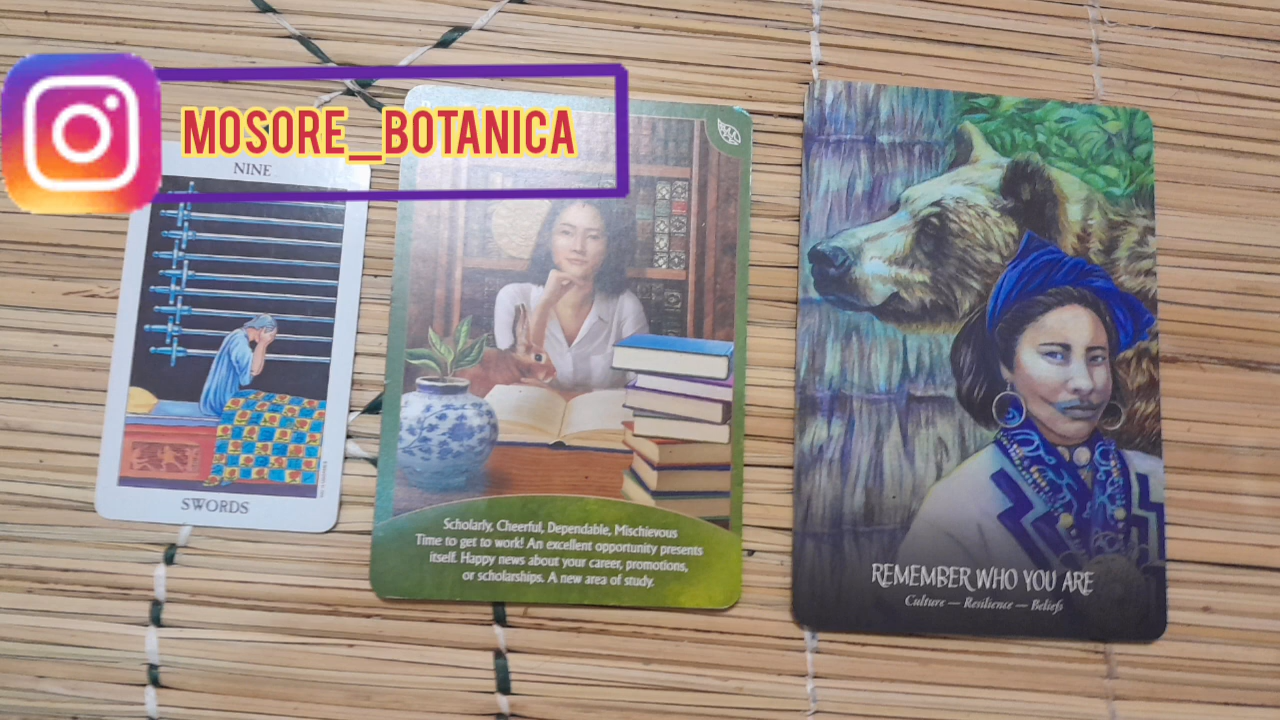 MOSORE_BOTANICA
NINE
SWORDS
Scholarly, Cheerful, Dependable, Mischievous
Time to get to work! An excellent opportunity presents
itself. Happy news about your career, promotions,
or scholarships. A new area of study.
REMEMBER WHO YOU ARE
Culture — Resilience — Beliefs